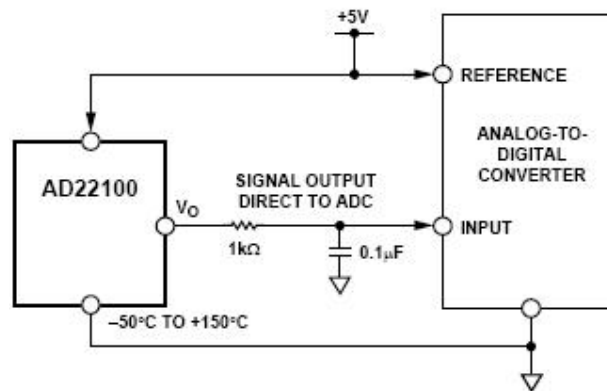 +5V
REFERENCE
ANALOG-TO-
DIGITAL
CONVERTER
AD22100
SIGNAL OUTPUT
DIRECT TO ADC
VO
INPUT
1kΩ
0.1μF
–50°C TO +150°C